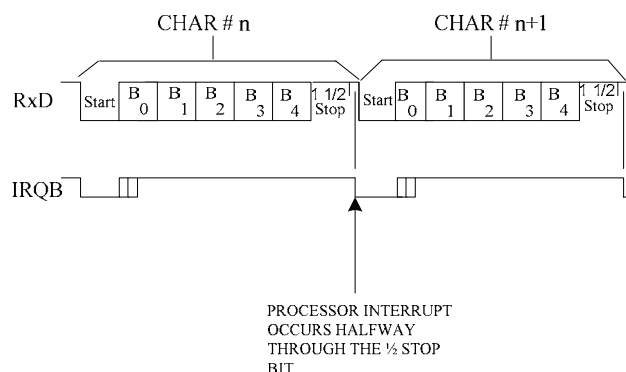 CHAR # n
CHAR # n+1
RxD
Start
B 0
B 1
B 2
B 3
B 4
1 1/2
Stop
Start
B 0
B 1
B 2
B 3
B 4
1 1/2
Stop
IRQB
PROCESSOR INTERRUPT
OCCURS HALFWAY
THROUGH THE ½ STOP
BIT